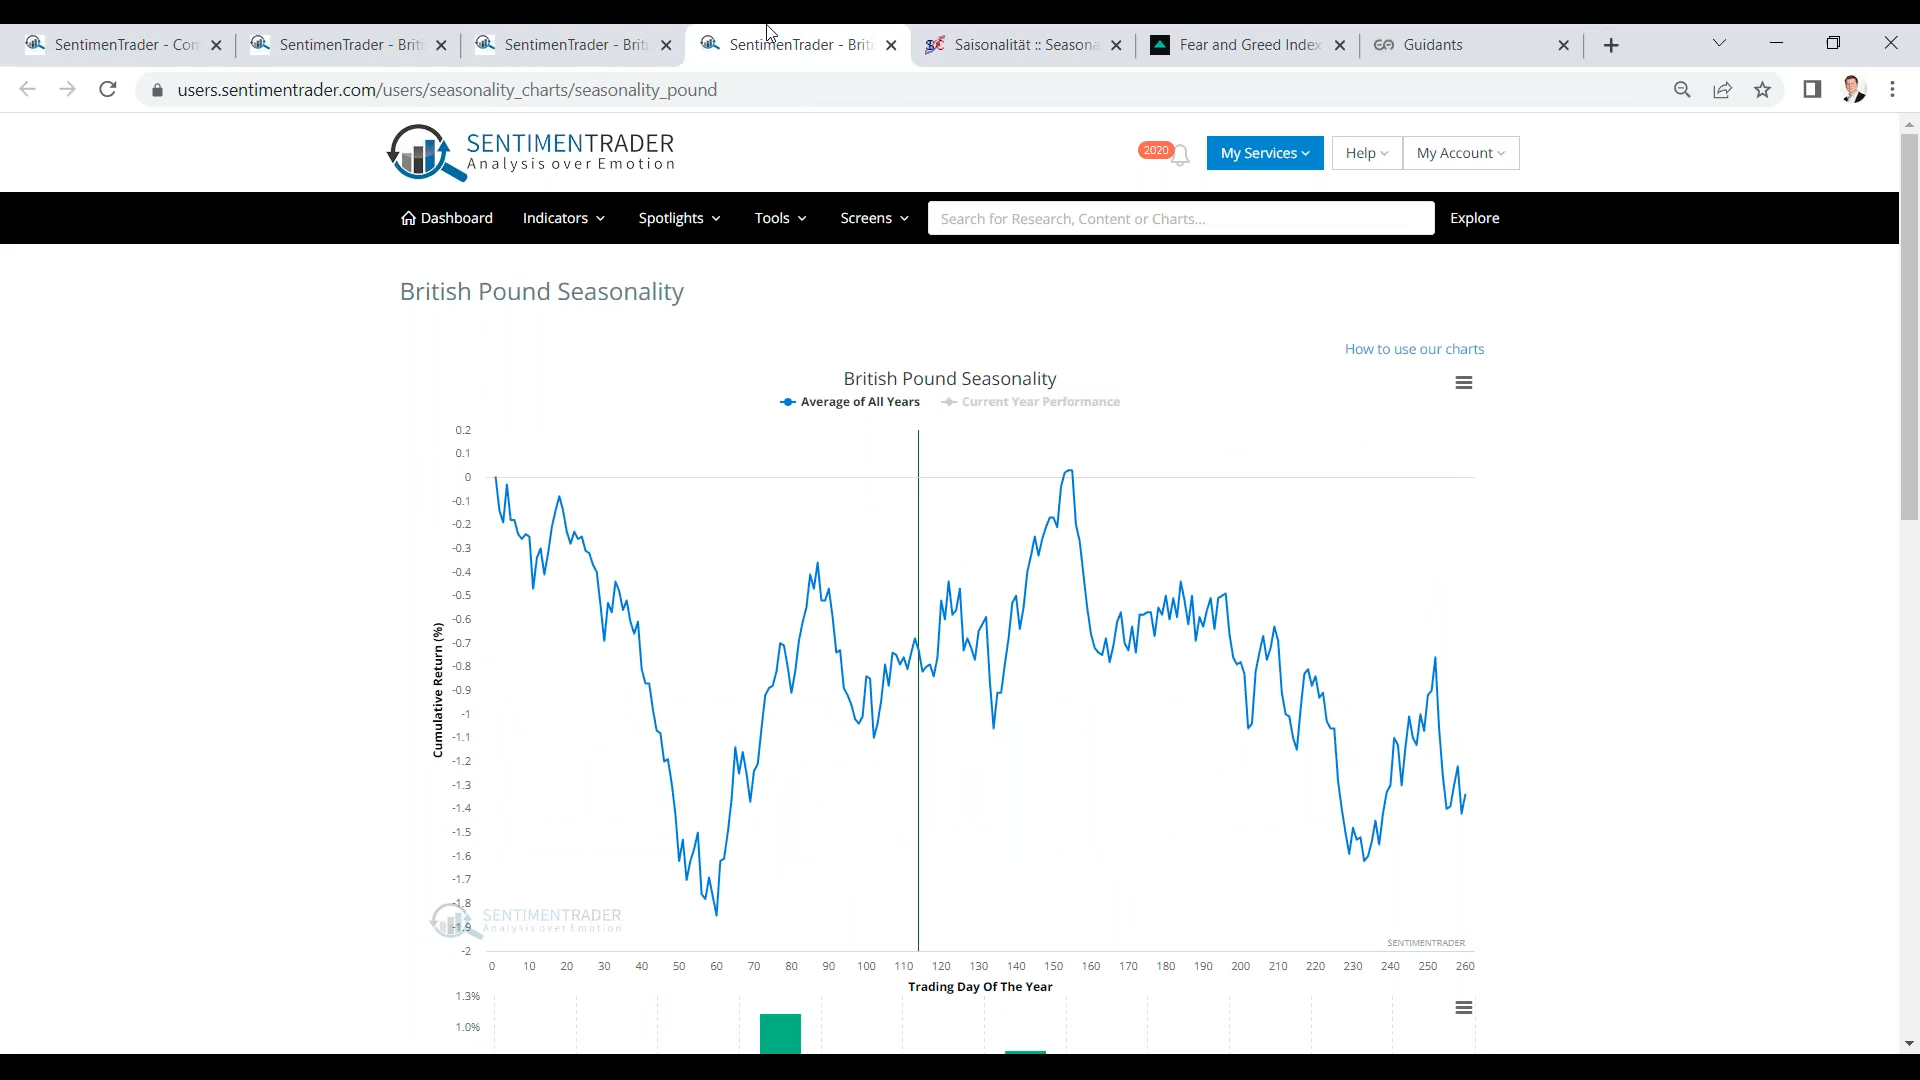 SentimenTrader - Con
SentimenTrader - Briti
SentimenTrader - Briti
SentimenTrader - Briti
Saisonalität :: Seasona
Fear and Greed Index
Guidants
users.sentimentrader.com/users/seasonality_charts/seasonality_pound
SENTIMENTRADER
Analysis over Emotion
2020
My Services
Help
My Account
Dashboard
Indicators
Spotlights
Tools
Screens
Search for Research, Content or Charts...
Explore
British Pound Seasonality
How to use our charts
British Pound Seasonality
Average of All Years
Current Year Performance
0.2
0.1
0
-0.1
-0.2
-0.3
-0.4
-0.5
-0.6
-0.7
-0.8
-0.9
-1
-1.1
-1.2
-1.3
-1.4
-1.5
-1.6
-1.7
-1.8
-1.9
-2
Cumulative Return (%)
SENTIMENTRADER
Analysis over Emotion
SENTIMENTRADER
0 10 20 30 40 50 60 70 80 90 100 110 120 130 140 150 160 170 180 190 200 210 220 230 240 250 260
Trading Day Of The Year
1.3%
1.0%